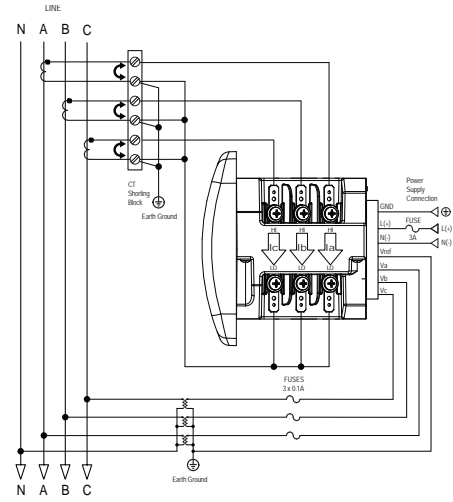 LINE
N A B C
CT
Shorting
Block
Earth Ground
Power
Supply
Connection
GND
L(+)
FUSE
3A
L(+)
N(-)
N(-)
Vref
Va
Vb
Vc
HI HI HI
Ic Ib Ia
LO LO LO
FUSES
3 x 0.1A
Earth Ground
N A B C